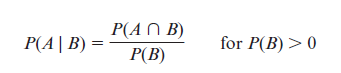 P(A | B) = P(A ∩ B) / P(B) for P(B) > 0